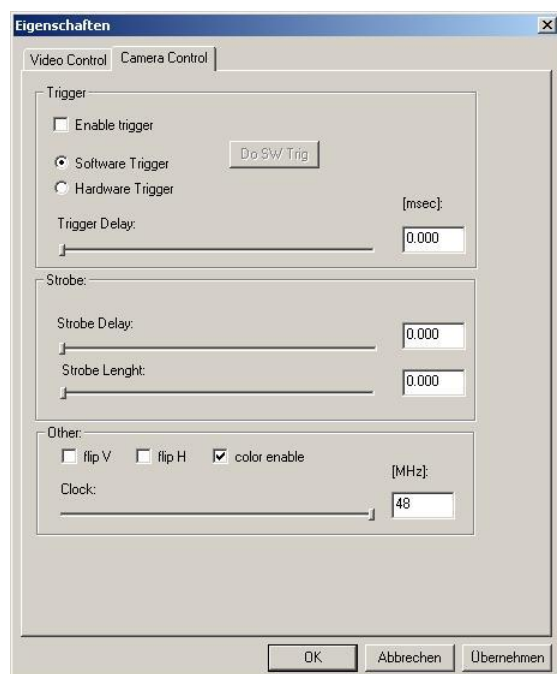 Eigenschaften
Video Control Camera Control
Trigger
Enable trigger
Do SW Trig
Software Trigger
Hardware Trigger
[msec]:
Trigger Delay:
0.000
Strobe:
Strobe Delay:
0.000
Strobe Lenght:
0.000
Other:
flip V flip H color enable
[MHz]:
Clock:
48
OK Abbrechen Übernehmen